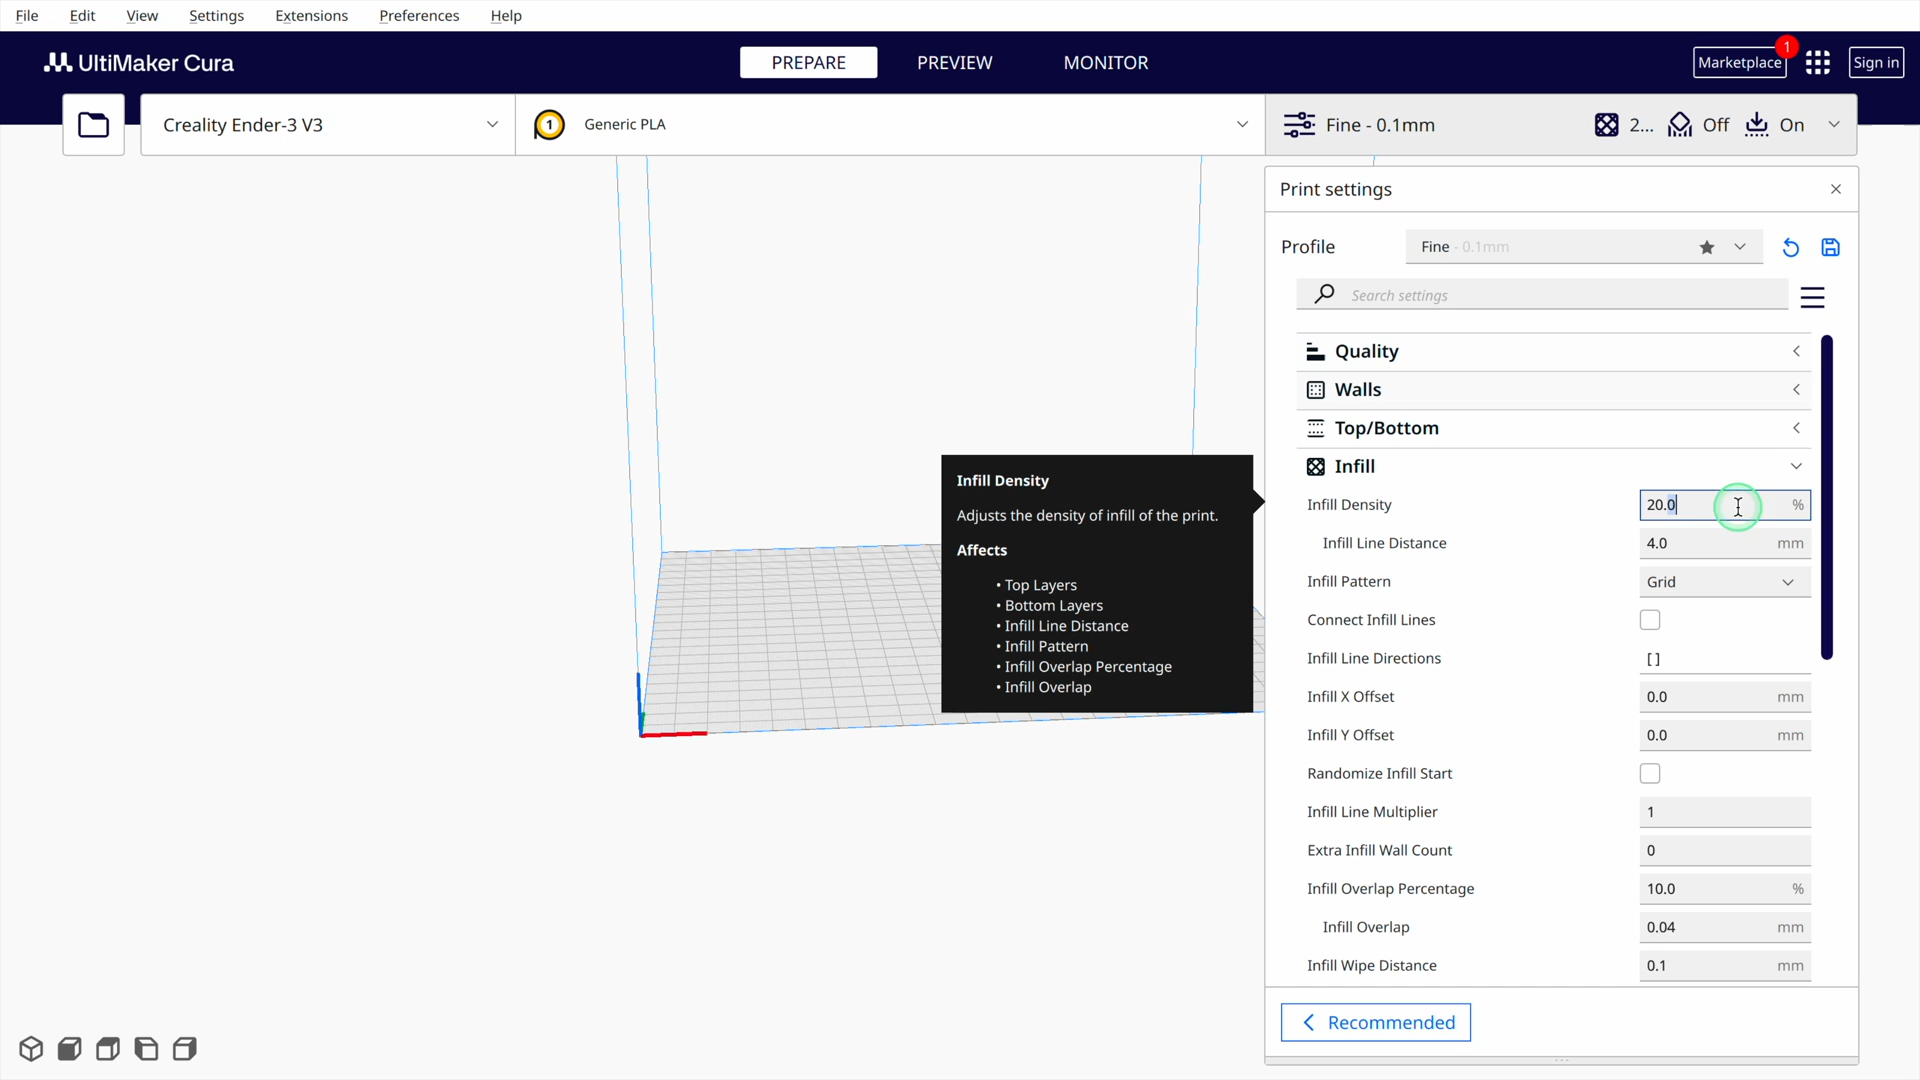 File Edit View Settings Extensions Preferences Help
UltiMaker Cura
PREPARE PREVIEW MONITOR
Marketplace 1 Sign in
Creality Ender-3 V3
1 Generic PLA
Fine - 0.1mm 2... Off On
Print settings
Profile Fine - 0.1mm
Search settings
Quality
Walls
Top/Bottom
Infill
Infill Density 20.0 %
Infill Line Distance 4.0 mm
Infill Pattern Grid
Connect Infill Lines
Infill Line Directions [ ]
Infill X Offset 0.0 mm
Infill Y Offset 0.0 mm
Randomize Infill Start
Infill Line Multiplier 1
Extra Infill Wall Count 0
Infill Overlap Percentage 10.0 %
Infill Overlap 0.04 mm
Infill Wipe Distance 0.1 mm
Recommended
Infill Density
Adjusts the density of infill of the print.
Affects
• Top Layers
• Bottom Layers
• Infill Line Distance
• Infill Pattern
• Infill Overlap Percentage
• Infill Overlap